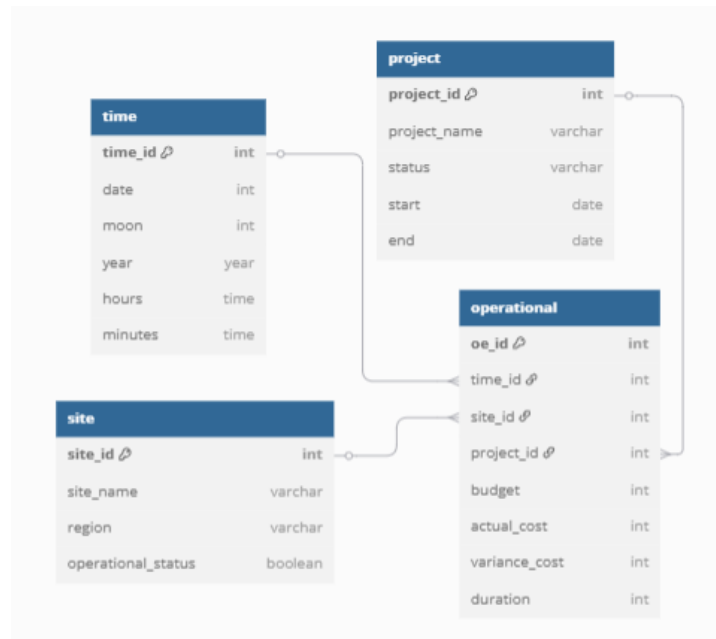 project
project_id int
project_name varchar
status varchar
start date
end date
time
time_id int
date int
moon int
year year
hours time
minutes time
operational
oe_id int
time_id int
site_id int
project_id int
budget int
actual_cost int
variance_cost int
duration int
site
site_id int
site_name varchar
region varchar
operational_status boolean